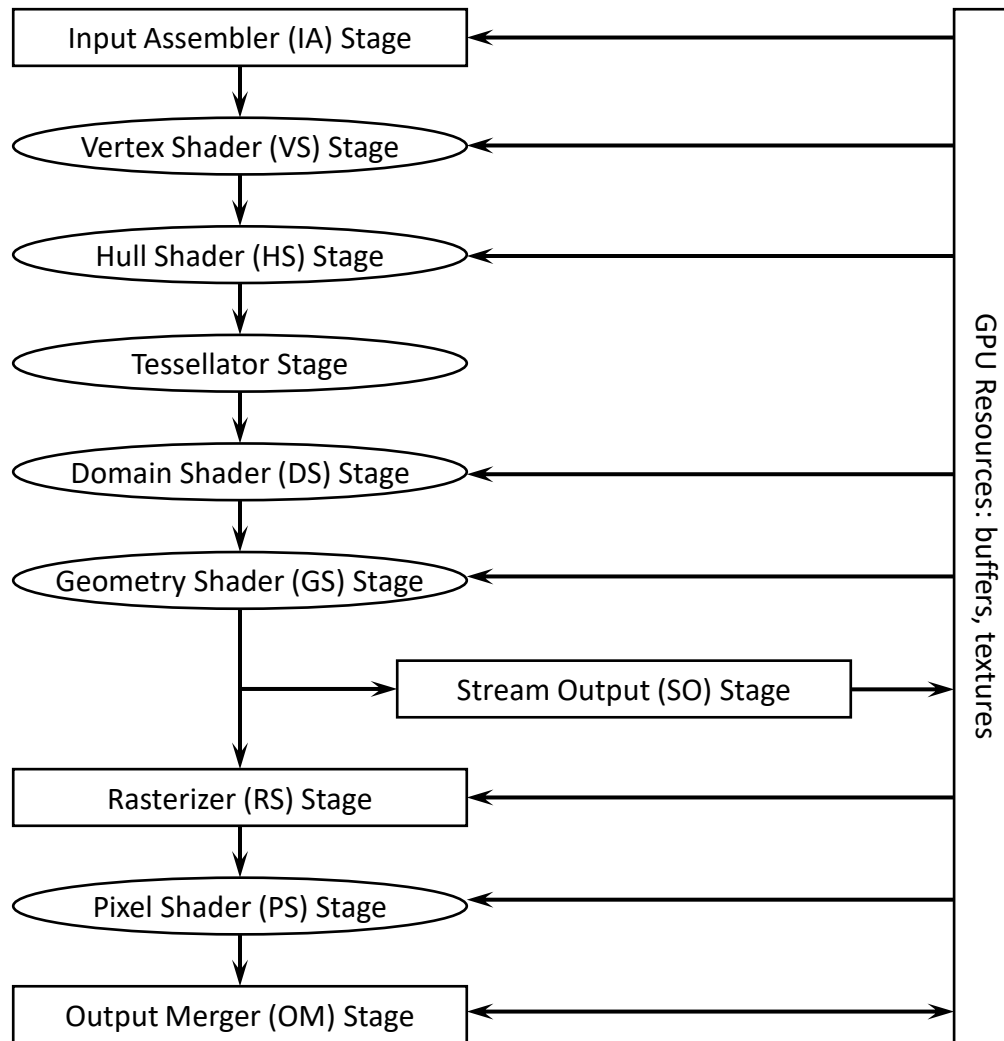 Input Assembler (IA) Stage
Vertex Shader (VS) Stage
Hull Shader (HS) Stage
Tessellator Stage
Domain Shader (DS) Stage
Geometry Shader (GS) Stage
Stream Output (SO) Stage
Rasterizer (RS) Stage
Pixel Shader (PS) Stage
Output Merger (OM) Stage
GPU Resources: buffers, textures